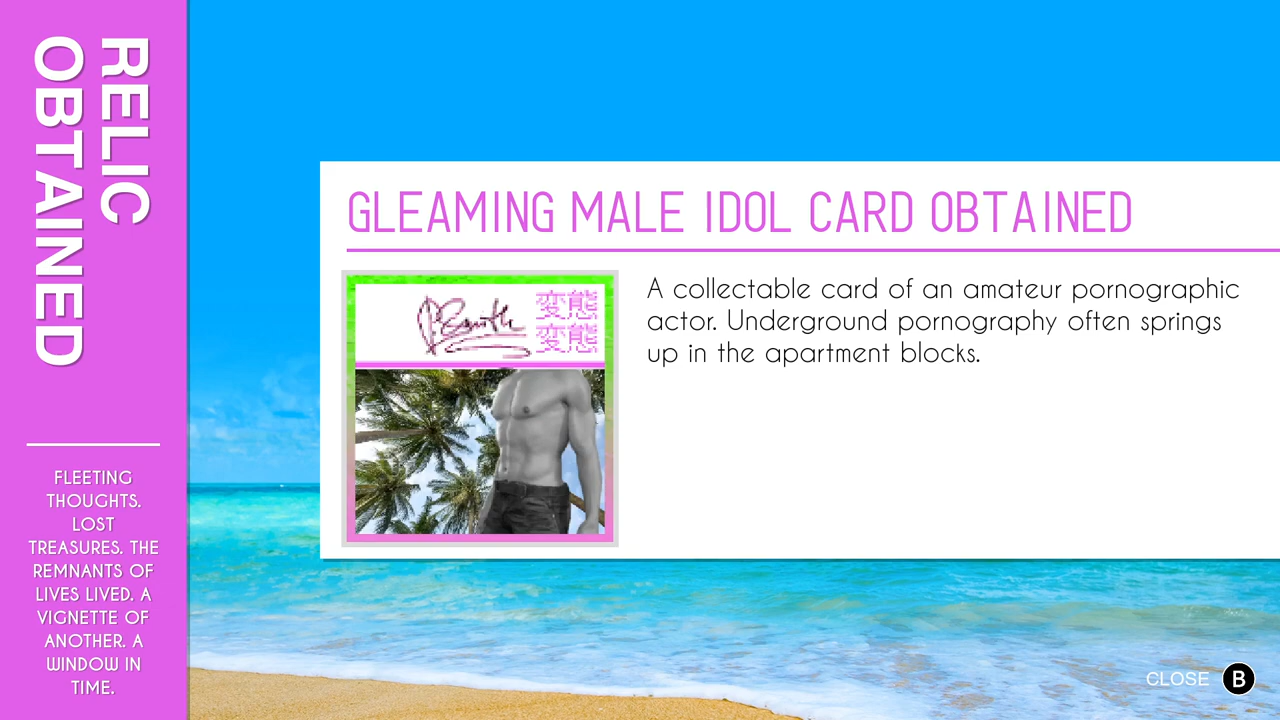 RELIC
OBTAINED
FLEETING
THOUGHTS.
LOST
TREASURES. THE
REMNANTS OF
LIVES LIVED. A
VIGNETTE OF
ANOTHER. A
WINDOW IN
TIME.
GLEAMING MALE IDOL CARD OBTAINED
変態
変態
A collectable card of an amateur pornographic
actor. Underground pornography often springs
up in the apartment blocks.
CLOSE B